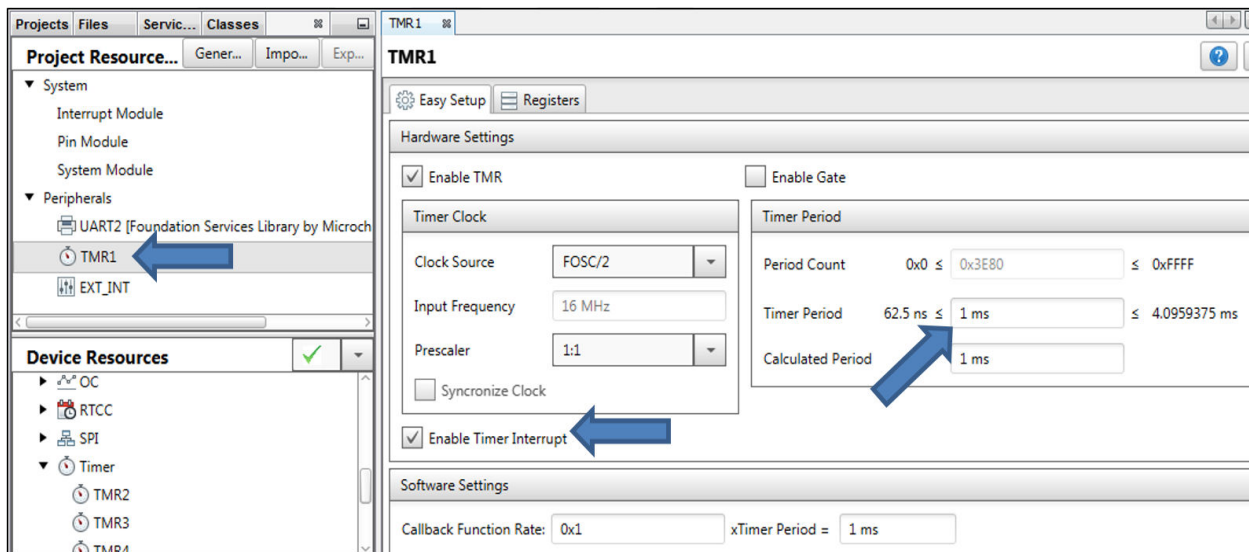 Projects Files Servic... Classes
Project Resource... Gener... Impo... Exp...
System
Interrupt Module
Pin Module
System Module
Peripherals
UART2 [Foundation Services Library by Microch
TMR1
EXT_INT
Device Resources
OC
RTCC
SPI
Timer
TMR2
TMR3
TMR4
TMR1
TMR1
Easy Setup Registers
Hardware Settings
Enable TMR Enable Gate
Timer Clock
Clock Source FOSC/2
Input Frequency 16 MHz
Prescaler 1:1
Syncronize Clock
Timer Period
Period Count 0x0 ≤ 0x3E80 ≤ 0xFFFF
Timer Period 62.5 ns ≤ 1 ms ≤ 4.0959375 ms
Calculated Period 1 ms
Enable Timer Interrupt
Software Settings
Callback Function Rate: 0x1 xTimer Period = 1 ms